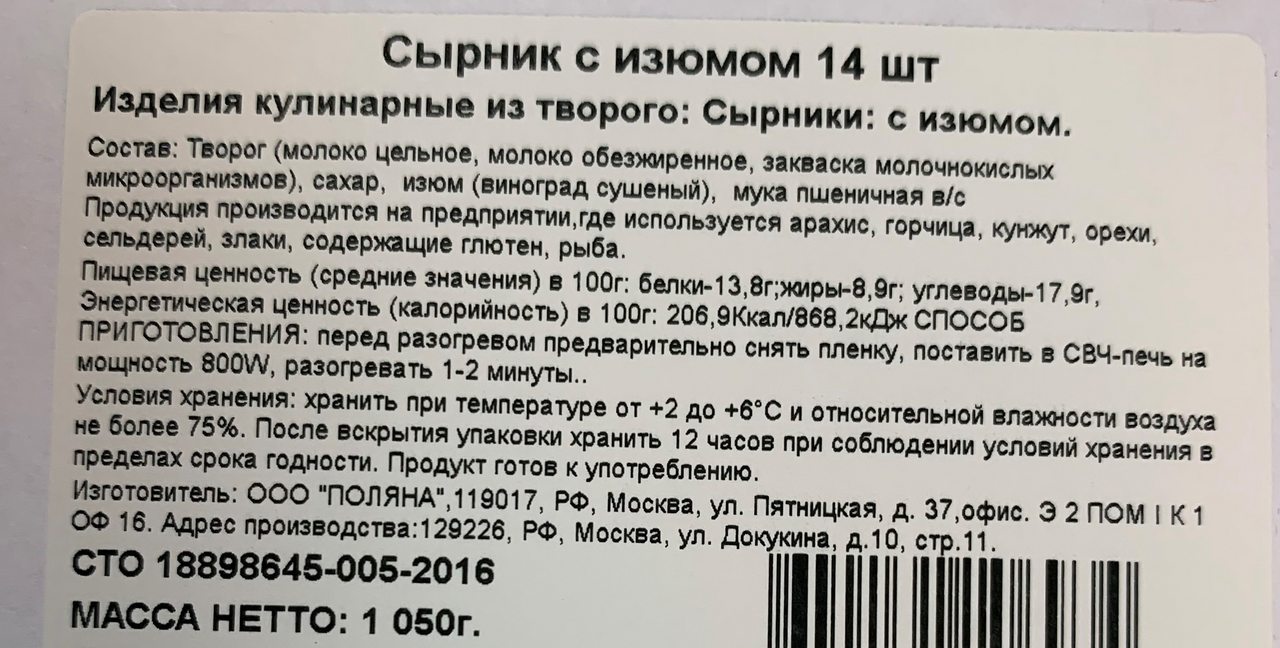 Сырник с изюмом 14 шт
Изделия кулинарные из творого: Сырники: с изюмом.
Состав: Творог (молоко цельное, молоко обезжиренное, закваска молочнокислых
микроорганизмов), сахар, изюм (виноград сушеный), мука пшеничная в/с
Продукция производится на предприятии,где используется арахис, горчица, кунжут, орехи,
сельдерей, злаки, содержащие глютен, рыба.
Пищевая ценность (средние значения) в 100г: белки-13,8г;жиры-8,9г; углеводы-17,9г,
Энергетическая ценность (калорийность) в 100г: 206,9Ккал/868,2кДж СПОСОБ
ПРИГОТОВЛЕНИЯ: перед разогревом предварительно снять пленку, поставить в СВЧ-печь на
мощность 800W, разогревать 1-2 минуты..
Условия хранения: хранить при температуре от +2 до +6°С и относительной влажности воздуха
не более 75%. После вскрытия упаковки хранить 12 часов при соблюдении условий хранения в
пределах срока годности. Продукт готов к употреблению.
Изготовитель: ООО "ПОЛЯНА",119017, РФ, Москва, ул. Пятницкая, д. 37,офис. Э 2 ПОМ I К 1
ОФ 16. Адрес производства:129226, РФ, Москва, ул. Докукина, д.10, стр.11.
СТО 18898645-005-2016
МАССА НЕТТО: 1 050г.